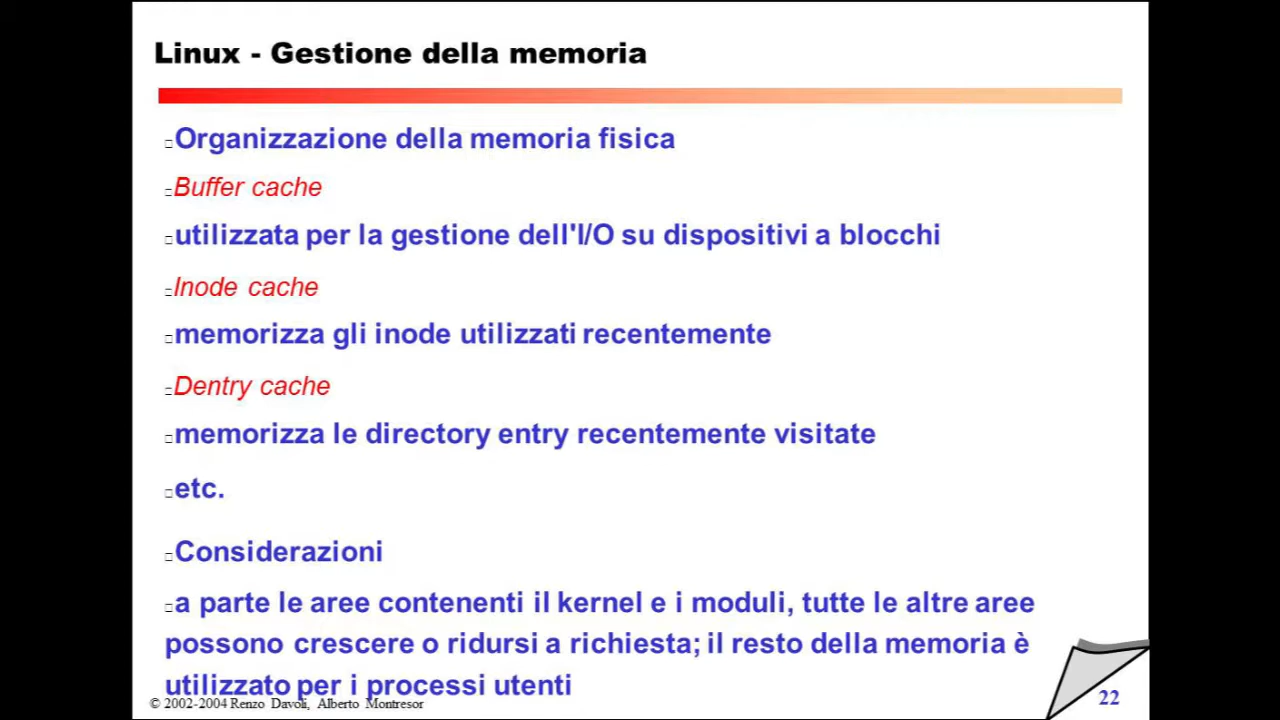 Linux - Gestione della memoria
Organizzazione della memoria fisica
Buffer cache
utilizzata per la gestione dell'I/O su dispositivi a blocchi
Inode cache
memorizza gli inode utilizzati recentemente
Dentry cache
memorizza le directory entry recentemente visitate
etc.
Considerazioni
a parte le aree contenenti il kernel e i moduli, tutte le altre aree
possono crescere o ridursi a richiesta; il resto della memoria è
utilizzato per i processi utenti
© 2002-2004 Renzo Davoli, Alberto Montresor
22